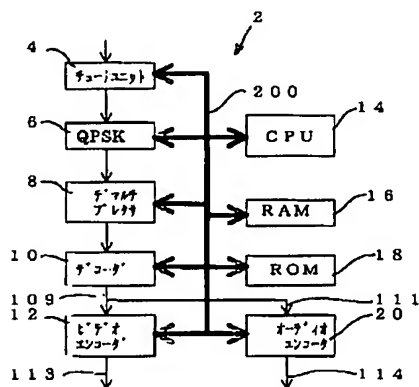 2
4
チューンユニット
200
14
6
QPSK
CPU
8
デマルチ
プレクサ
16
RAM
10
デコーダ
18
ROM
109
111
12
ビデオ
エンコーダ
オーディオ
エンコーダ
20
113
114